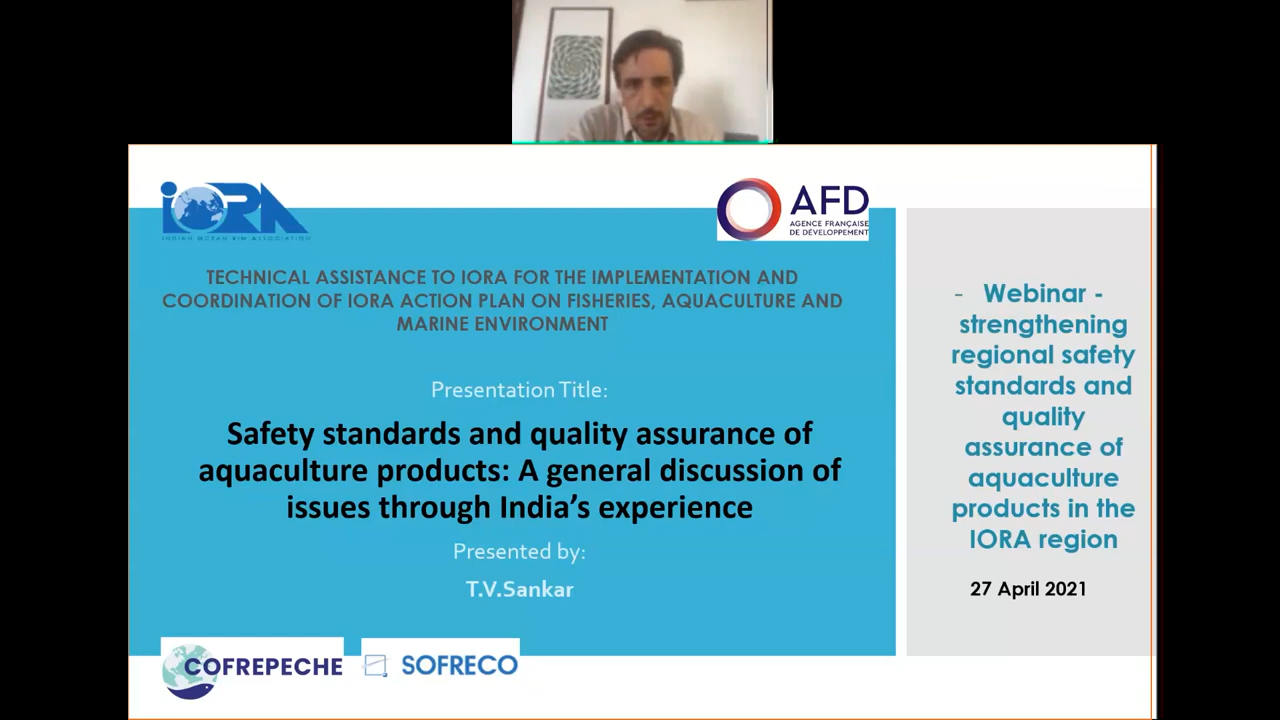 IORA
INDIAN OCEAN RIM ASSOCIATION
AFD
AGENCE FRANÇAISE
DE DÉVELOPPEMENT
TECHNICAL ASSISTANCE TO IORA FOR THE IMPLEMENTATION AND
COORDINATION OF IORA ACTION PLAN ON FISHERIES, AQUACULTURE AND
MARINE ENVIRONMENT
Presentation Title:
Safety standards and quality assurance of
aquaculture products: A general discussion of
issues through India's experience
Presented by:
T.V.Sankar
- Webinar -
strengthening
regional safety
standards and
quality
assurance of
aquaculture
products in the
IORA region
27 April 2021
COFREPECHE
SOFRECO